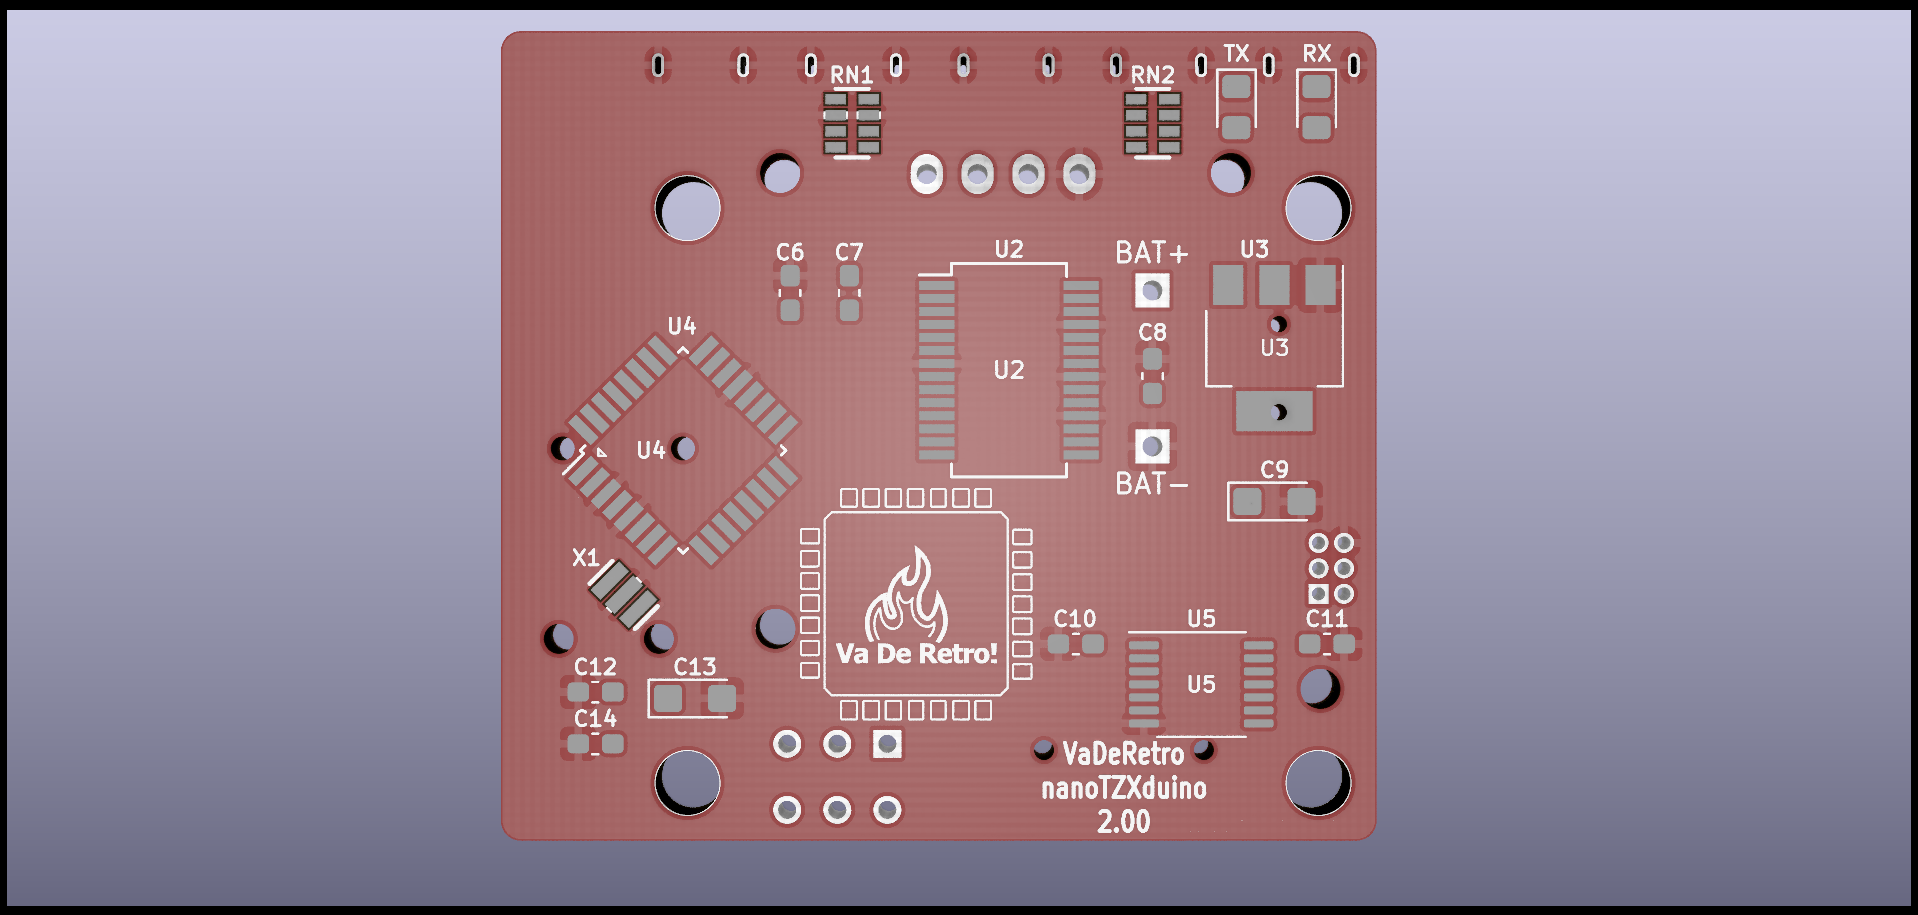 TX
RX
RN1
RN2
C6
C7
U2
BAT+
U3
U4
C8
U3
U2
U4
C9
BAT-
X1
Va De Retro!
C10
U5
C11
C12
C13
U5
C14
VaDeRetro
nanoTZXduino
2.00